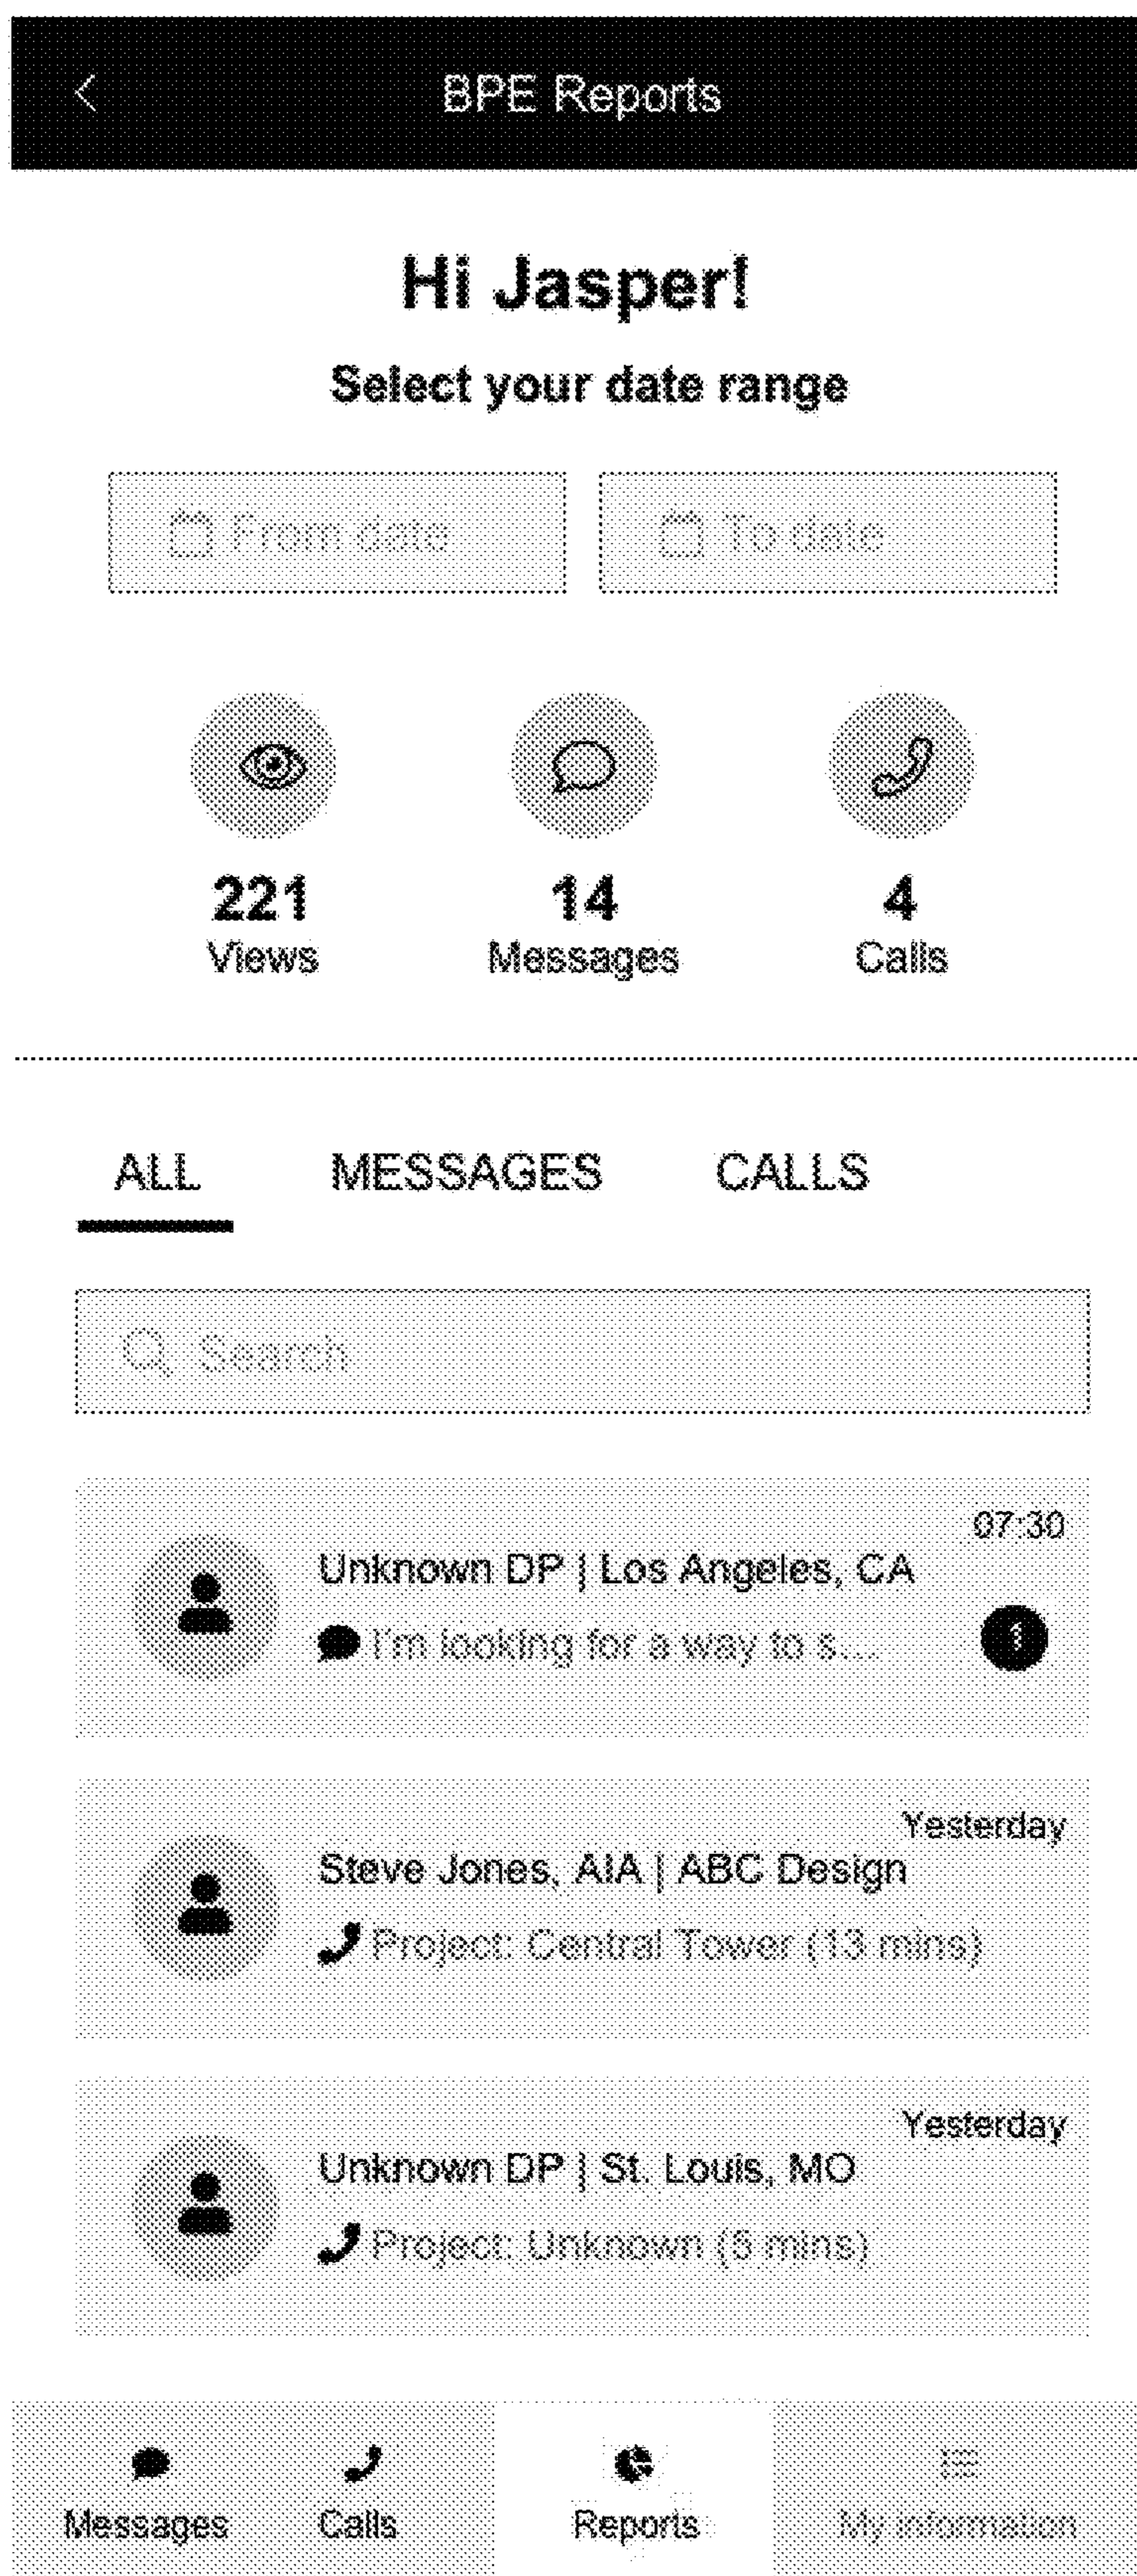 BPE Reports
Hi Jasper!
Select your date range
From date To date
221 14 4
Views Messages Calls
ALL MESSAGES CALLS
Search
07:30
Unknown DP | Los Angeles, CA
I'm looking for a way to s...
1
Yesterday
Steve Jones, AIA | ABC Design
Project: Central Tower (13 mins)
Yesterday
Unknown DP | St. Louis, MO
Project: Unknown (5 mins)
Messages Calls Reports My information